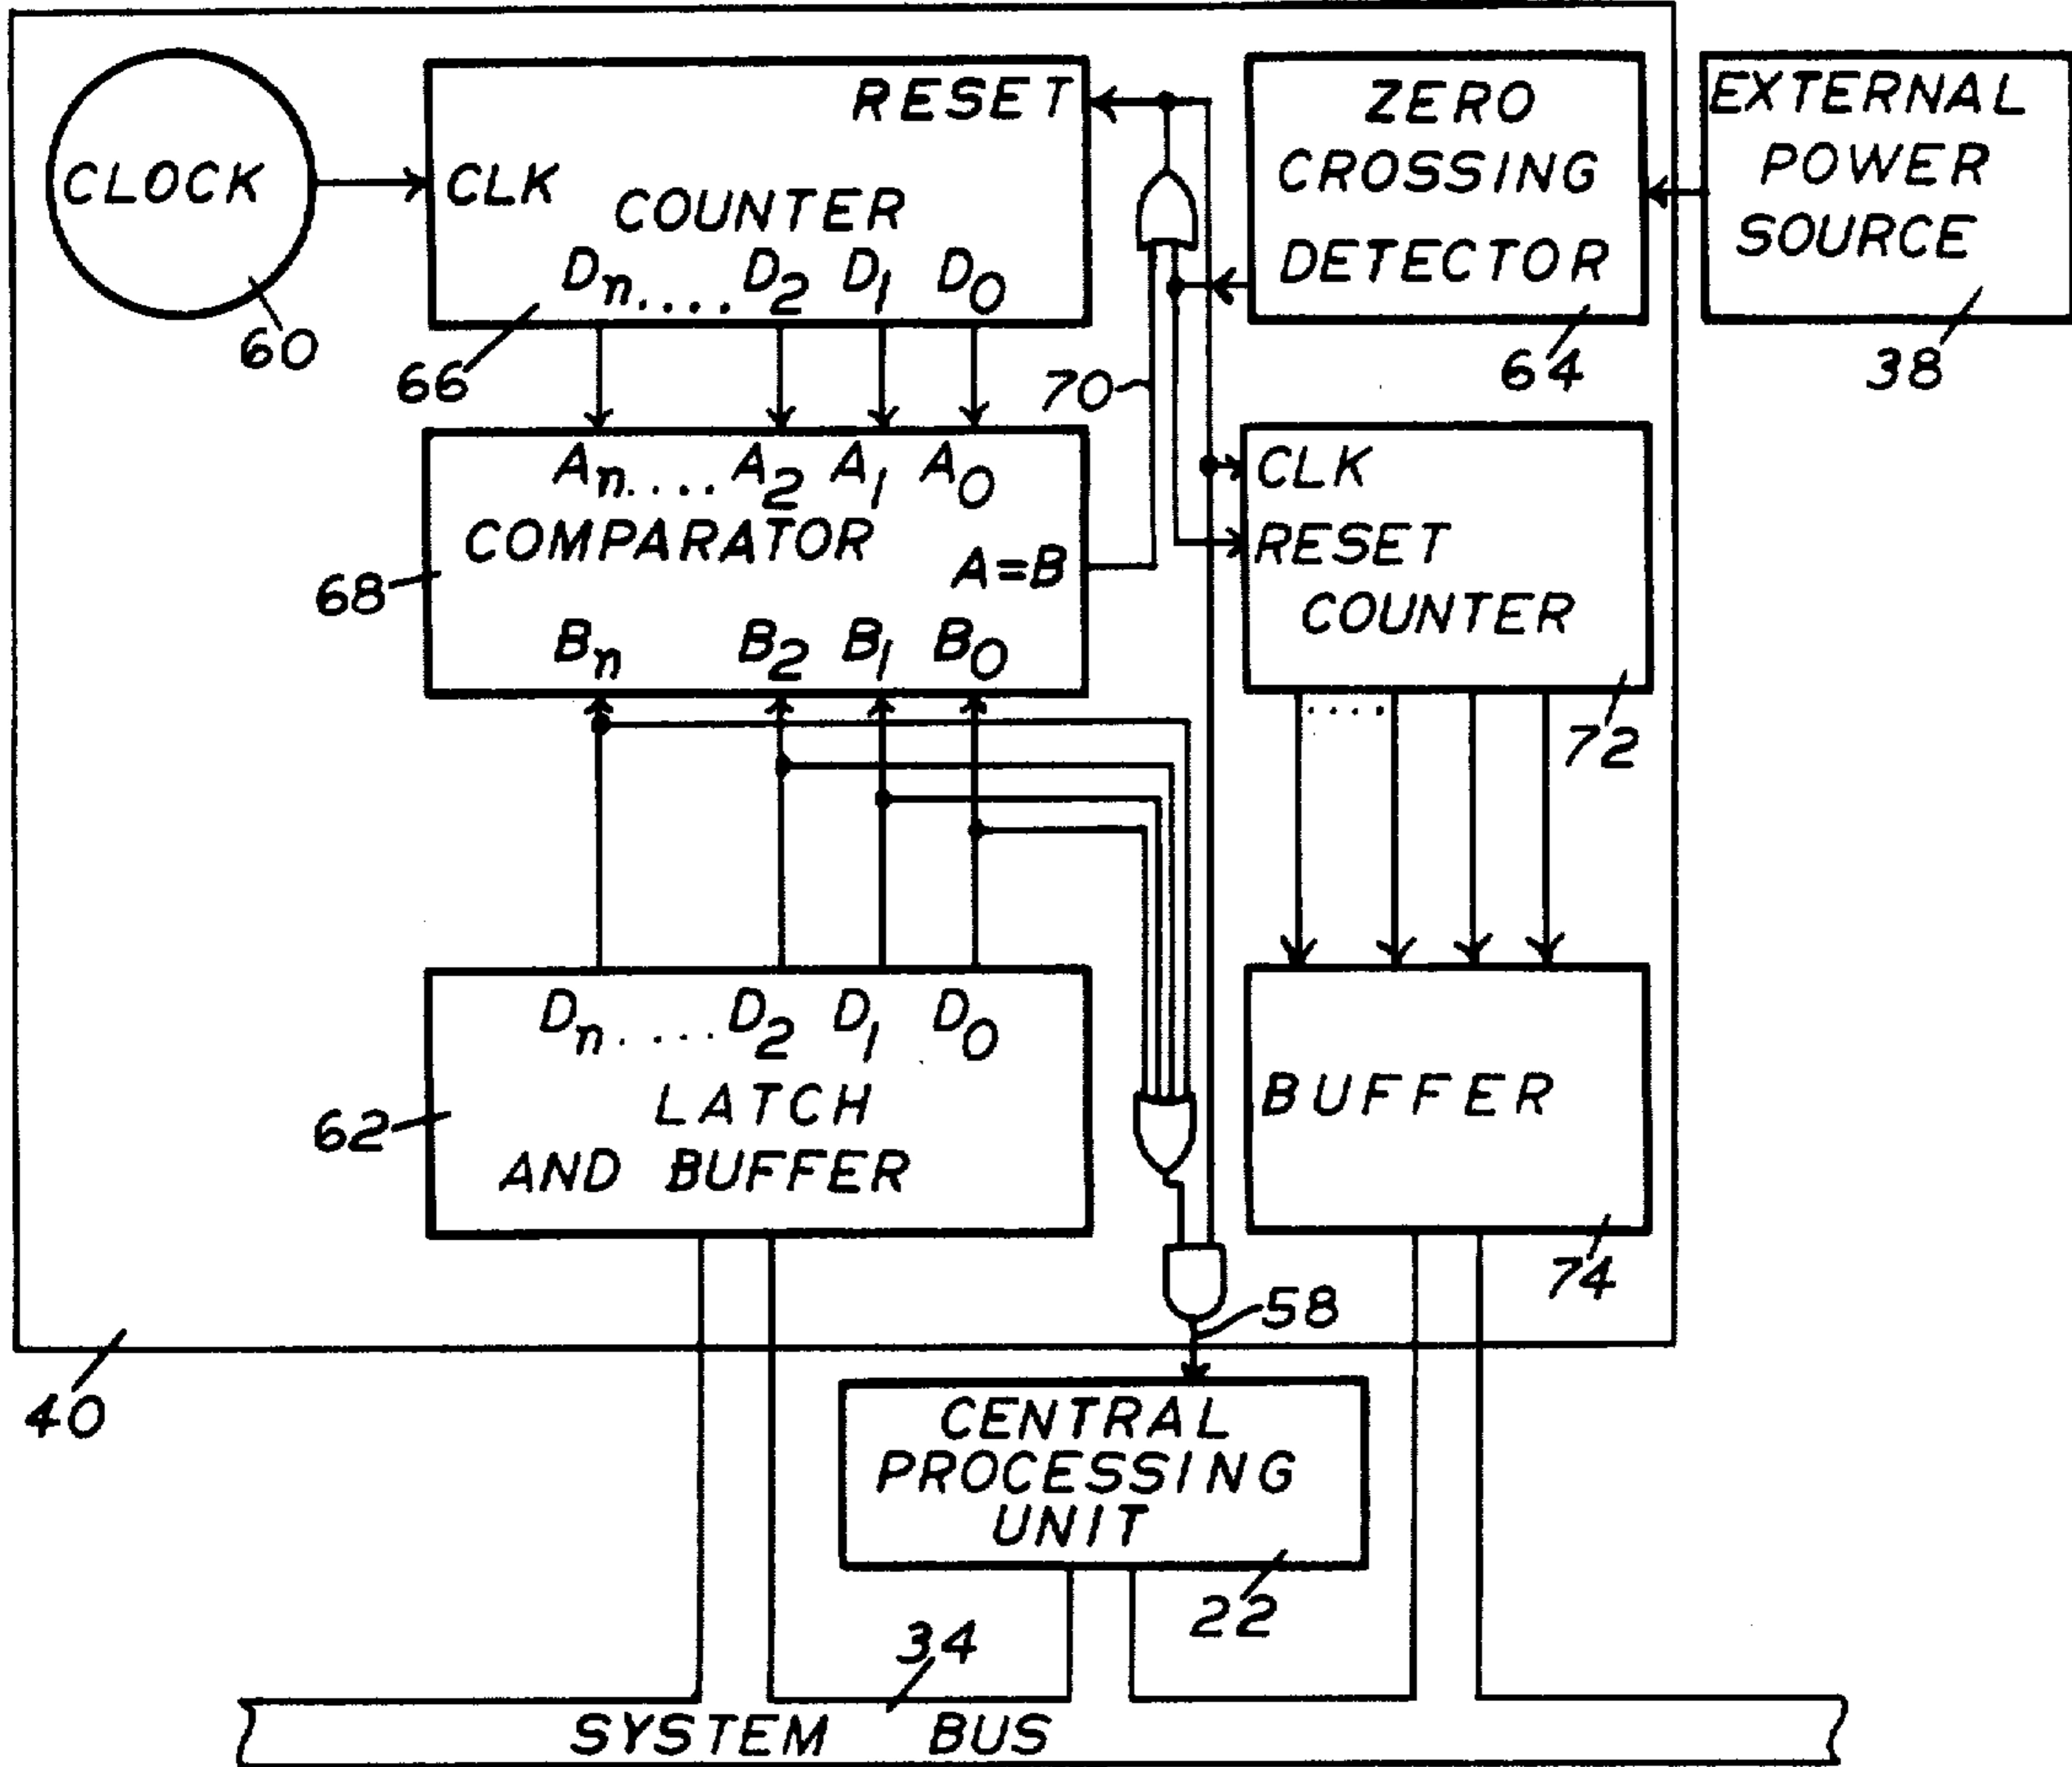 CLOCK
60
RESET
CLK
COUNTER
Dn.... D2 D1 D0
66
ZERO
CROSSING
DETECTOR
64
EXTERNAL
POWER
SOURCE
38
70
An.... A2 A1 A0
COMPARATOR
A=B
Bn B2 B1 B0
68
CLK
RESET
COUNTER
72
....
Dn.... D2 D1 D0
LATCH
AND BUFFER
62
BUFFER
74
58
40
CENTRAL
PROCESSING
UNIT
22
34
SYSTEM BUS